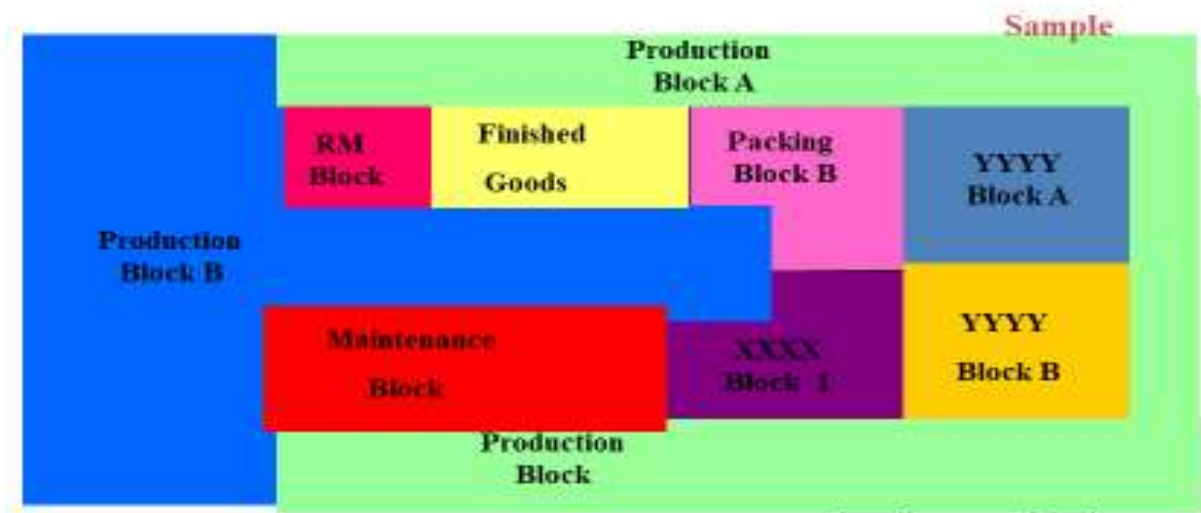 Sample
Production
Block A
RM
Block
Finished
Goods
Packing
Block B
YYYY
Block A
Production
Block B
Maintenance
Block
XXXX
Block 1
YYYY
Block B
Production
Block